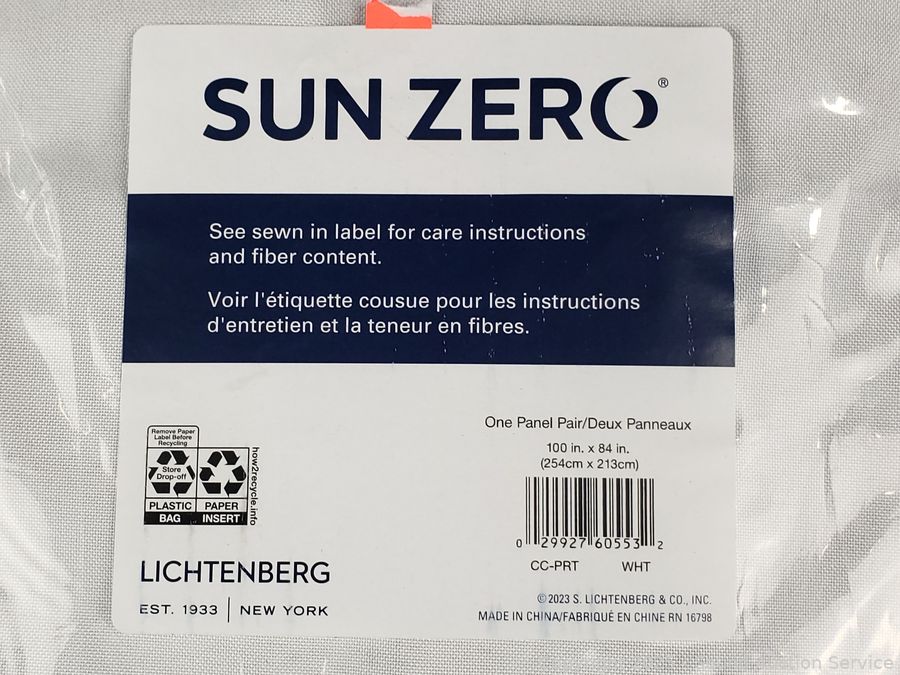 SUN ZERO®
See sewn in label for care instructions
and fiber content.
Voir l'étiquette cousue pour les instructions
d'entretien et la teneur en fibres.
Remove Paper
Label Before
Recycling
Store
Drop-off
PLASTIC PAPER
BAG INSERT
how2recycle.info
LICHTENBERG
EST. 1933 | NEW YORK
One Panel Pair/Deux Panneaux
100 in. x 84 in.
(254cm x 213cm)
0 29927 60553 2
CC-PRT WHT
© 2023 S. LICHTENBERG & CO., INC.
MADE IN CHINA/FABRIQUÉ EN CHINE RN 16798
Service